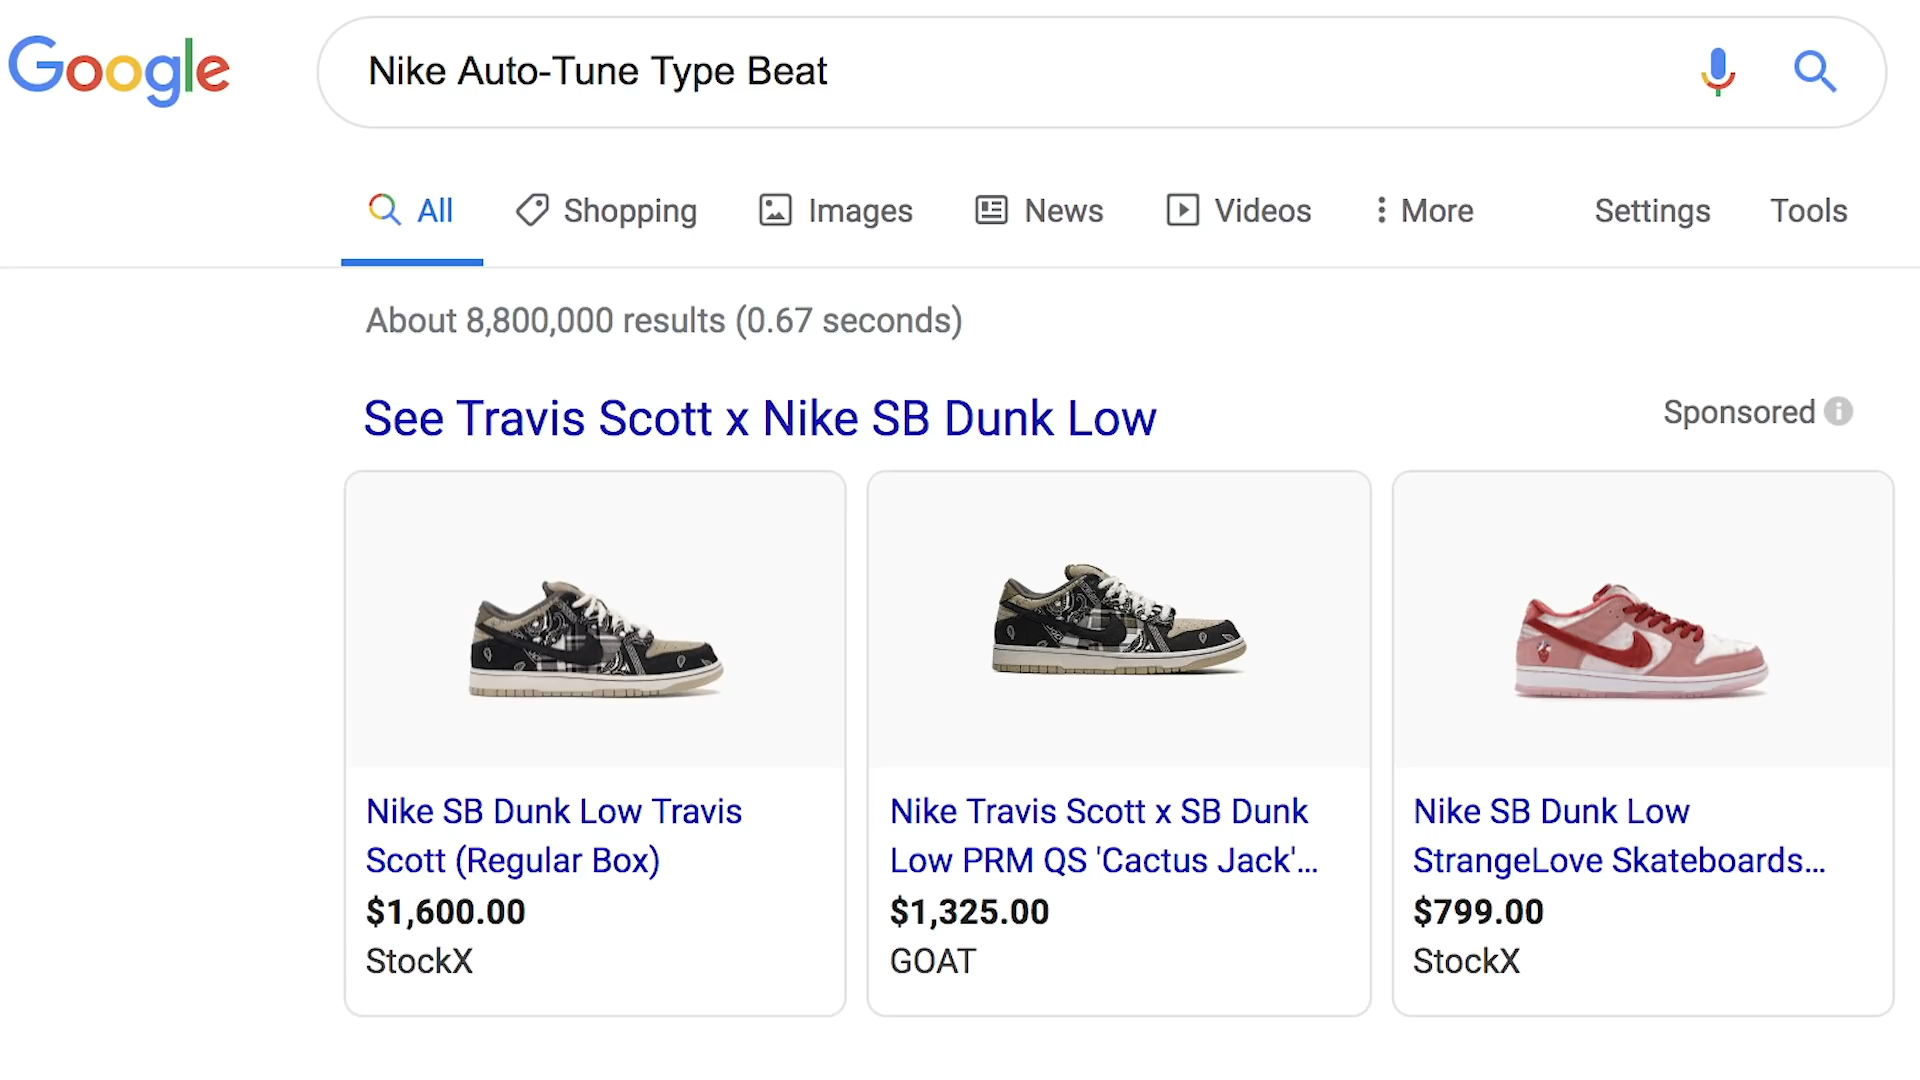 Google
Nike Auto-Tune Type Beat
All Shopping Images News Videos More Settings Tools
About 8,800,000 results (0.67 seconds)
See Travis Scott x Nike SB Dunk Low
Sponsored
Nike SB Dunk Low Travis
Scott (Regular Box)
$1,600.00
StockX
Nike Travis Scott x SB Dunk
Low PRM QS 'Cactus Jack'...
$1,325.00
GOAT
Nike SB Dunk Low
StrangeLove Skateboards...
$799.00
StockX